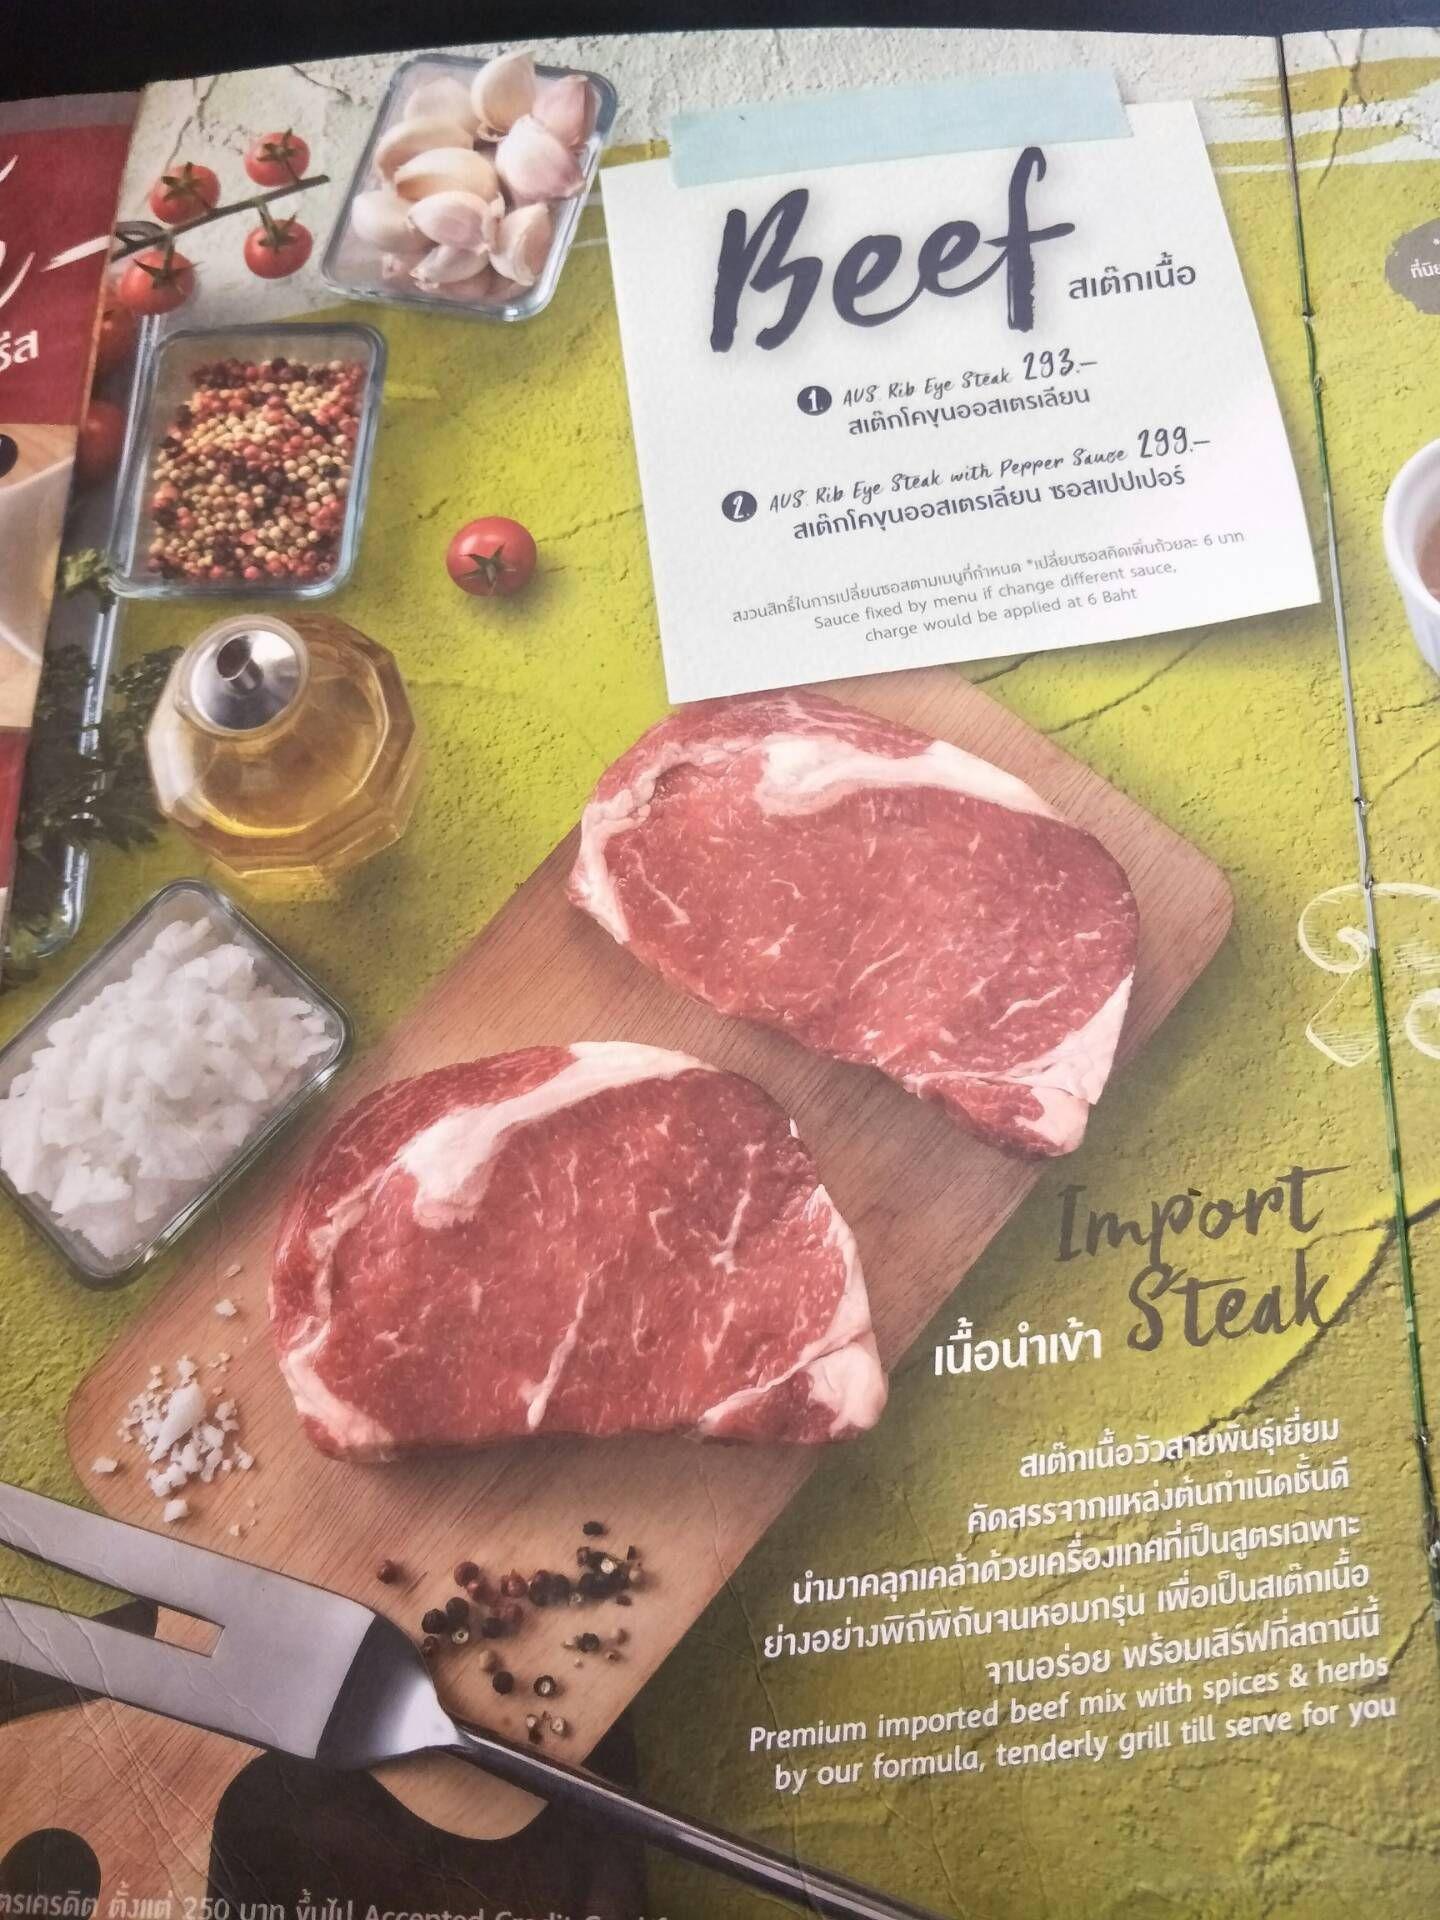 รีส
Beef
สเต๊กเนื้อ
1. AUS. Rib Eye Steak 293.-
สเต๊กโคขุนออสเตรเลียน
2. AUS. Rib Eye Steak with Pepper Sauce 299.-
สเต๊กโคขุนออสเตรเลียน ซอสเปปเปอร์
สงวนสิทธิ์ในการเปลี่ยนซอสตามเมนูที่กำหนด *เปลี่ยนซอสคิดเพิ่มถ้วยละ 6 บาท
Sauce fixed by menu if change different sauce,
charge would be applied at 6 Baht
Import
Steak
เนื้อนำเข้า
สเต๊กเนื้อวัวสายพันธุ์เยี่ยม
คัดสรรจากแหล่งต้นกำเนิดชั้นดี
นำมาคลุกเคล้าด้วยเครื่องเทศที่เป็นสูตรเฉพาะ
ย่างอย่างพิถีพิถันจนหอมกรุ่น เพื่อเป็นสเต๊กเนื้อ
จานอร่อย พร้อมเสิร์ฟที่สถานีนี้
Premium imported beef mix with spices & herbs
by our formula, tenderly grill till serve for you
ตรเครดิต ตั้งแต่ 250 บาท ขึ้นไป Accepted Credit Card